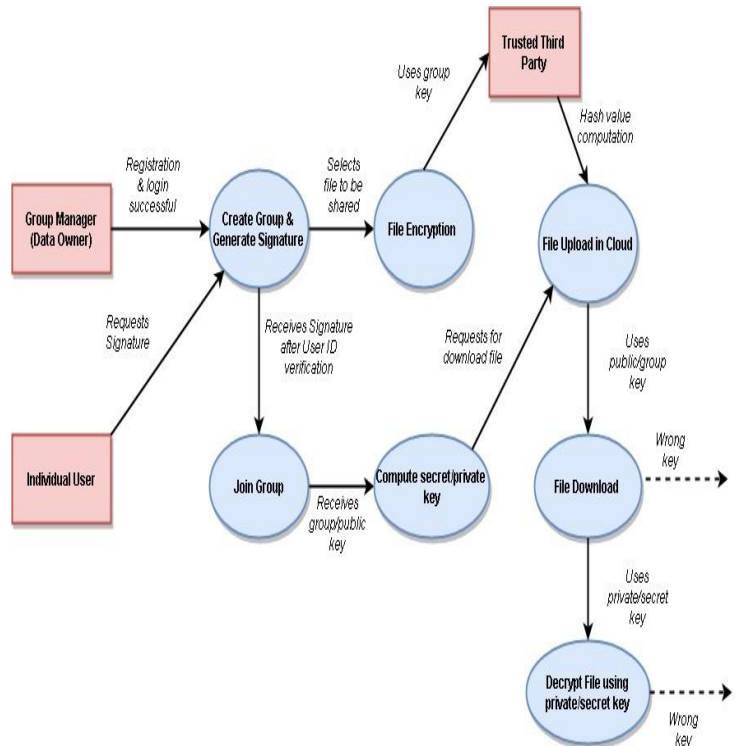 Trusted Third
Party
Uses group
key
Hash value
computation
Registration
& login
successful
Selects
file to be
shared
Group Manager
(Data Owner)
Create Group &
Generate Signature
File Encryption
File Upload in Cloud
Requests
Signature
Receives Signature
after User ID
verification
Requests for
download file
Uses
public/group
key
Individual User
Join Group
Receives
group/public
key
Compute secret/private
key
File Download
Wrong
key
Uses
private/secret
key
Decrypt File using
private/secret key
Wrong
key